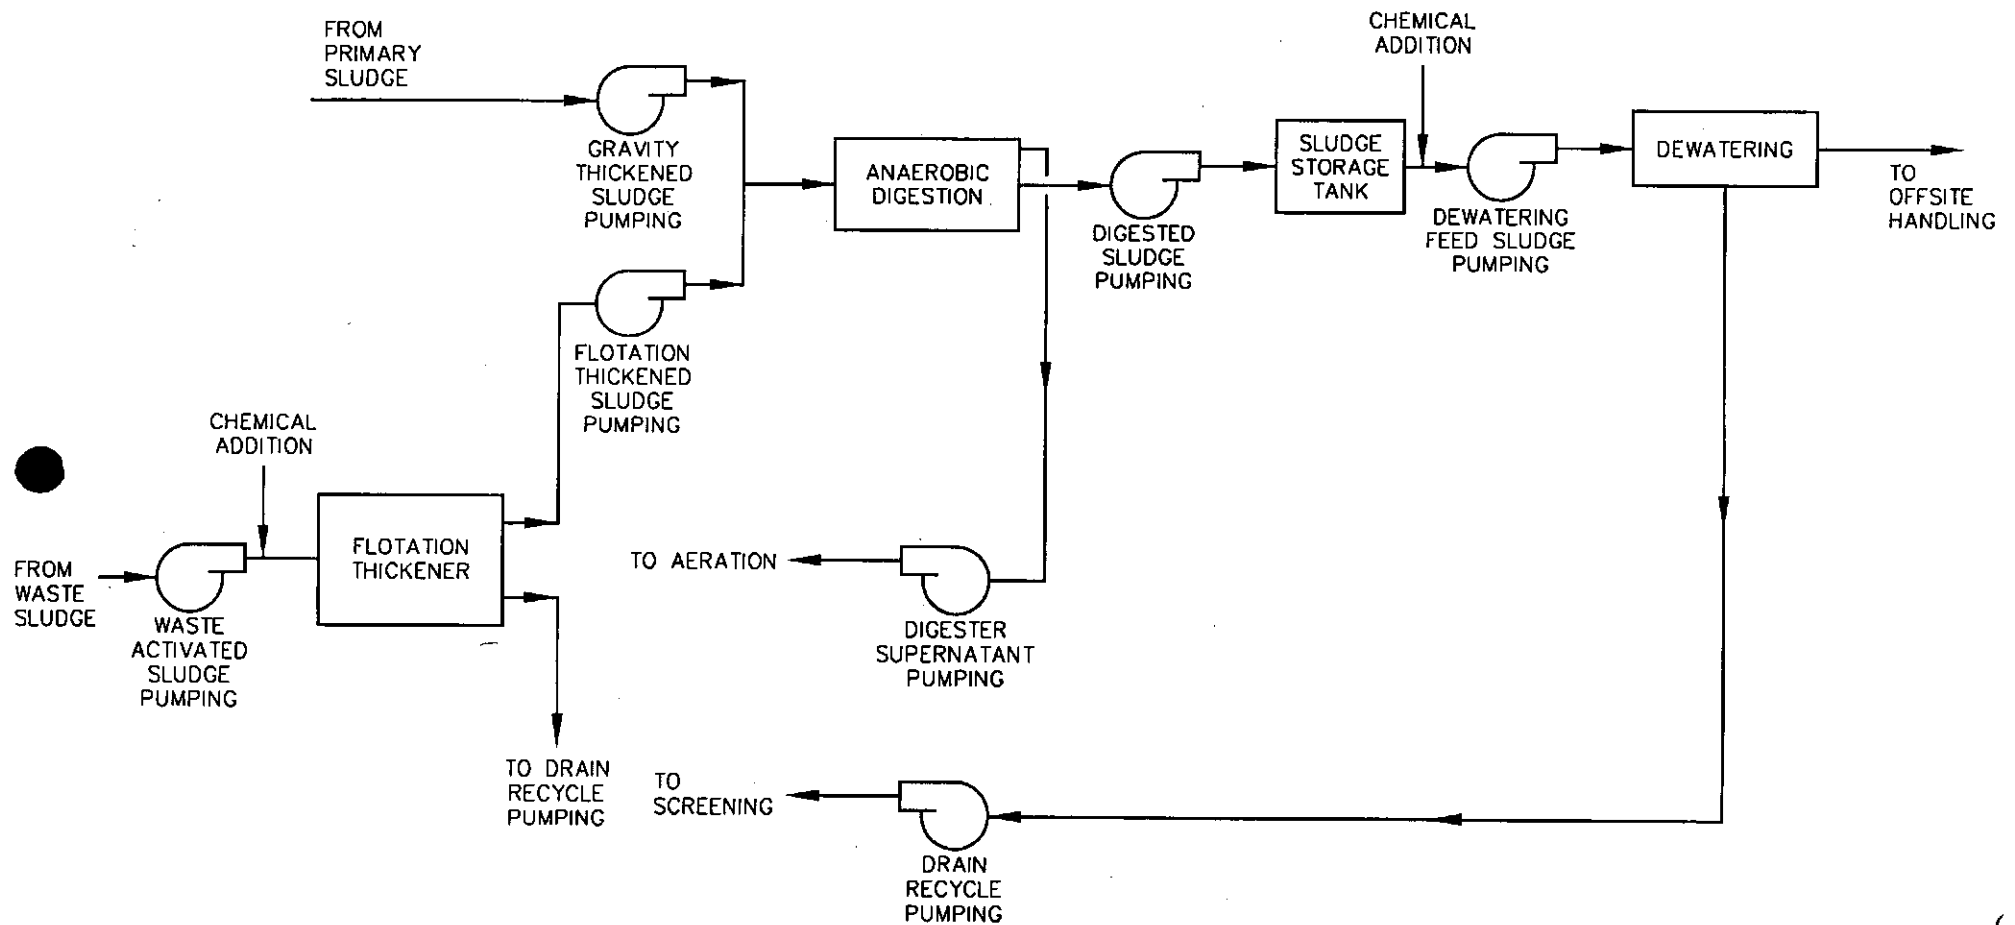 FROM
PRIMARY
SLUDGE
GRAVITY
THICKENED
SLUDGE
PUMPING
ANAEROBIC
DIGESTION
DIGESTED
SLUDGE
PUMPING
SLUDGE
STORAGE
TANK
CHEMICAL
ADDITION
DEWATERING
FEED SLUDGE
PUMPING
DEWATERING
TO
OFFSITE
HANDLING
FLOTATION
THICKENED
SLUDGE
PUMPING
CHEMICAL
ADDITION
FROM
WASTE
SLUDGE
WASTE
ACTIVATED
SLUDGE
PUMPING
FLOTATION
THICKENER
TO DRAIN
RECYCLE
PUMPING
TO AERATION
DIGESTER
SUPERNATANT
PUMPING
TO
SCREENING
DRAIN
RECYCLE
PUMPING